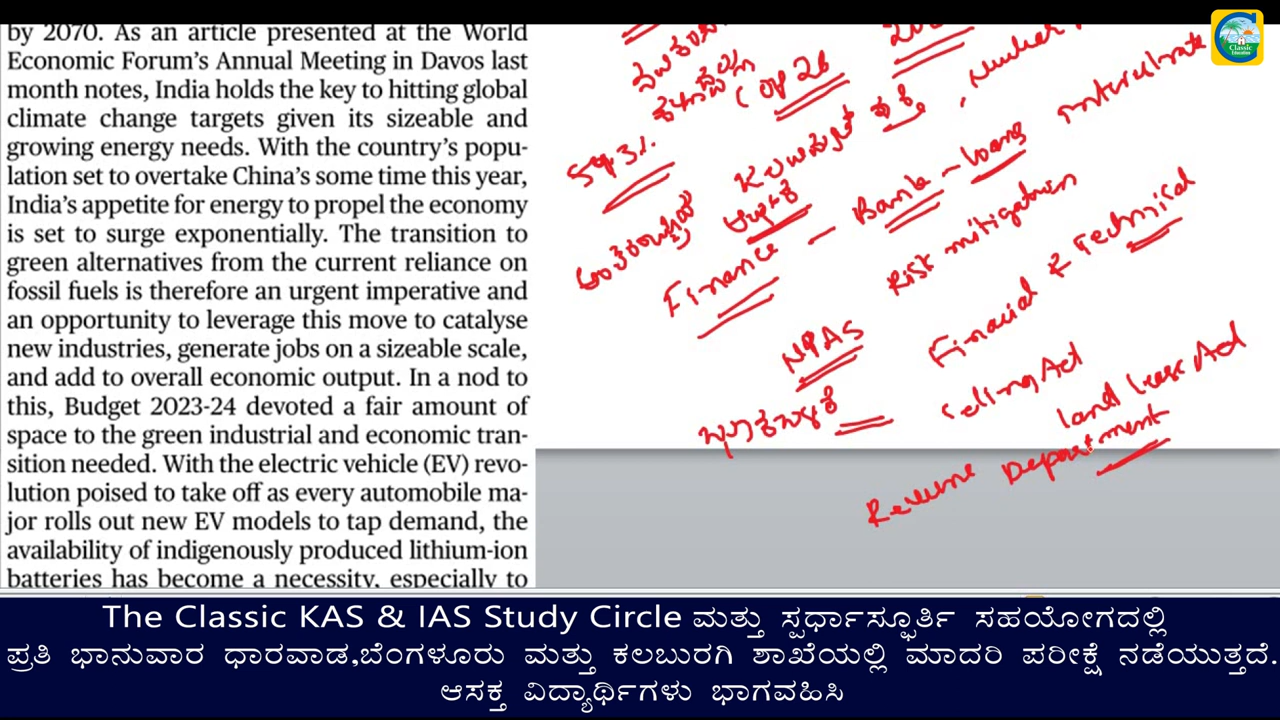 by 2070. As an article presented at the World
Economic Forum's Annual Meeting in Davos last
month notes, India holds the key to hitting global
climate change targets given its sizeable and
growing energy needs. With the country's popu-
lation set to overtake China's some time this year,
India's appetite for energy to propel the economy
is set to surge exponentially. The transition to
green alternatives from the current reliance on
fossil fuels is therefore an urgent imperative and
an opportunity to leverage this move to catalyse
new industries, generate jobs on a sizeable scale,
and add to overall economic output. In a nod to
this, Budget 2023-24 devoted a fair amount of
space to the green industrial and economic tran-
sition needed. With the electric vehicle (EV) revo-
lution poised to take off as every automobile ma-
jor rolls out new EV models to tap demand, the
availability of indigenously produced lithium-ion
batteries has become a necessity, especially to
Finance - Bank - loans
Risk mitigation
NPAS
Financial & Technical
Land lease Act
Revenue Department
Classic
Education
The Classic KAS & IAS Study Circle ಮತ್ತು ಸ್ಪರ್ಧಾಸ್ಫೂರ್ತಿ ಸಹಯೋಗದಲ್ಲಿ
ಪ್ರತಿ ಭಾನುವಾರ ಧಾರವಾಡ,ಬೆಂಗಳೂರು ಮತ್ತು ಕಲಬುರಗಿ ಶಾಖೆಯಲ್ಲಿ ಮಾದರಿ ಪರೀಕ್ಷೆ ನಡೆಯುತ್ತದೆ.
ಆಸಕ್ತ ವಿದ್ಯಾರ್ಥಿಗಳು ಭಾಗವಹಿಸಿ